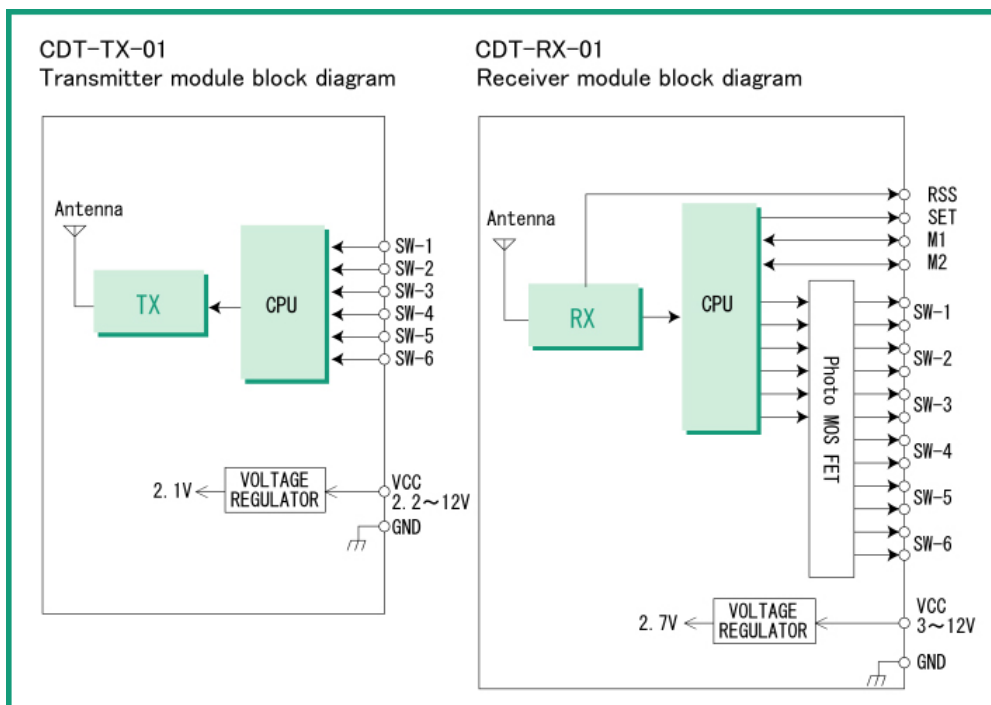 CDT-TX-01
Transmitter module block diagram
Antenna
TX
CPU
SW-1
SW-2
SW-3
SW-4
SW-5
SW-6
2.1V
VOLTAGE
REGULATOR
VCC
2.2~12V
GND
CDT-RX-01
Receiver module block diagram
Antenna
RX
CPU
Photo MOS FET
RSS
SET
M1
M2
SW-1
SW-2
SW-3
SW-4
SW-5
SW-6
2.7V
VOLTAGE
REGULATOR
VCC
3~12V
GND